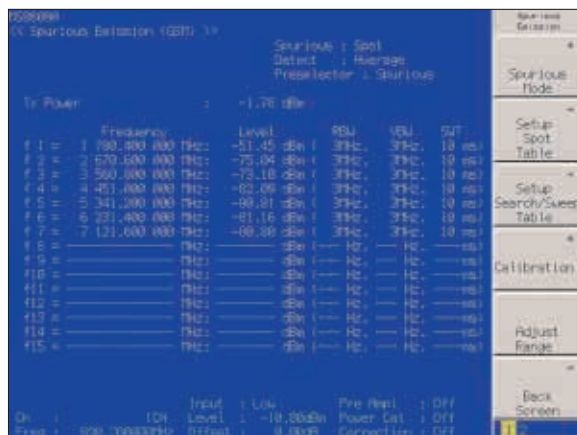 MS8609A
<< Spurious Emission (GSM) >>
Spurious : Spot
Detect : Average
Preselector : Spurious
Tx Power : -1.76 dBm
Frequency Level RBW VBW SWT
f 1 = 1 780.400 000 MHz: -51.45 dBm ( 3MHz, 3MHz, 10 ms)
f 2 = 2 670.600 000 MHz: -75.04 dBm ( 3MHz, 3MHz, 10 ms)
f 3 = 3 560.800 000 MHz: -73.10 dBm ( 3MHz, 3MHz, 10 ms)
f 4 = 4 451.000 000 MHz: -82.09 dBm ( 3MHz, 3MHz, 10 ms)
f 5 = 5 341.200 000 MHz: dBm ( 3MHz, 3MHz, 10 ms)
f 6 = 6 231.400 000 MHz: -81.16 dBm ( 3MHz, 3MHz, 10 ms)
f 7 = 7 121.600 000 MHz: -80.80 dBm ( 3MHz, 3MHz, 10 ms)
f 8 = MHz: dBm ( Hz, Hz, ms)
f 9 = MHz: dBm ( Hz, Hz, ms)
f10 = MHz: dBm ( Hz, Hz, ms)
f11 = MHz: dBm ( Hz, Hz, ms)
f12 = MHz: dBm ( Hz, Hz, ms)
f13 = MHz: dBm ( Hz, Hz, ms)
f14 = MHz: dBm ( Hz, Hz, ms)
f15 = MHz: dBm ( Hz, Hz, ms)
Input : Low Pre Ampl : Off
Ch : 1CH Level : -10.00dBm Power Cal : Off
Freq : Offset : 0.00dB Correction : Off
Spurious
Emission
Spurious
Mode
Setup
Spot
Table
Setup
Search/Sweep
Table
Calibration
Adjust
Range
Back
Screen
1 2